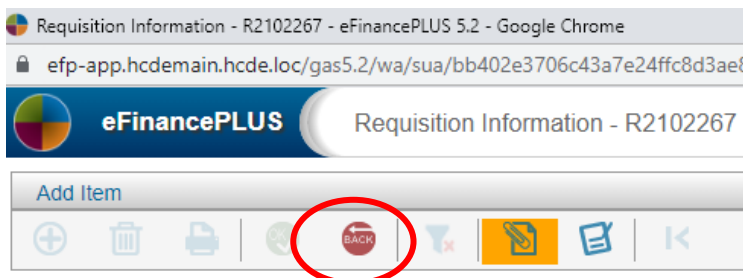 Requisition Information - R2102267 - eFinancePLUS 5.2 - Google Chrome
efp-app.hcdemain.hcde.loc/gas5.2/wa/sua/bb402e3706c43a7e24ffc8d3ae8
eFinancePLUS Requisition Information - R2102267
Add Item
BACK